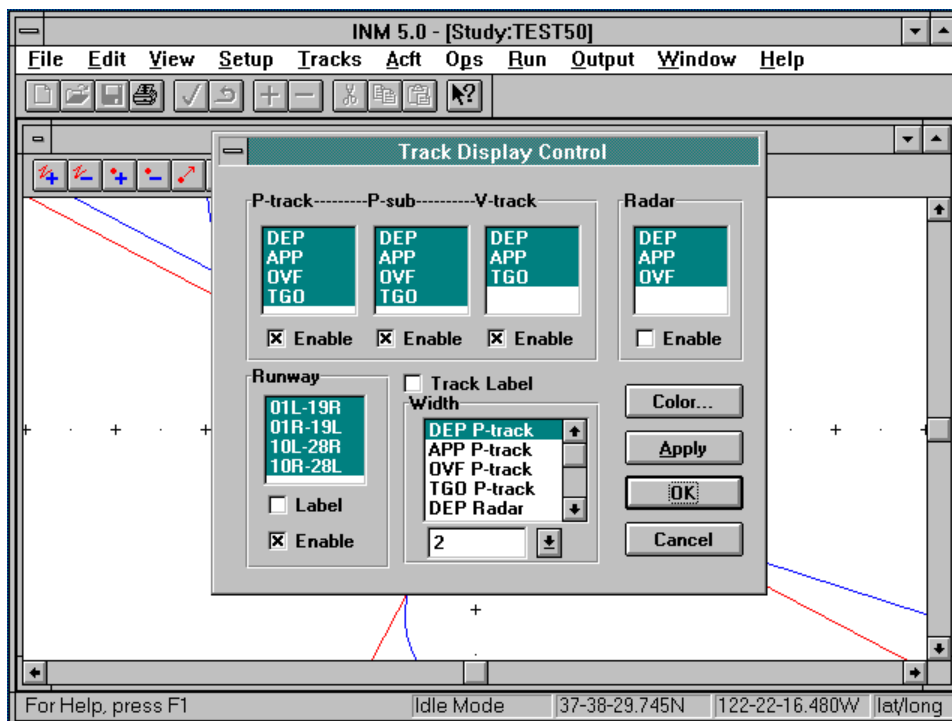 INM 5.0 - [Study:TEST50]
File Edit View Setup Tracks Acft Ops Run Output Window Help
Track Display Control
P-track---------P-sub---------V-track
DEP
APP
OVF
TGO
DEP
APP
OVF
TGO
DEP
APP
TGO
Enable
Enable
Enable
Radar
DEP
APP
OVF
Enable
Runway
01L-19R
01R-19L
10L-28R
10R-28L
Label
Enable
Track Label
Width
DEP P-track
APP P-track
OVF P-track
TGO P-track
DEP Radar
2
Color...
Apply
OK
Cancel
For Help, press F1
Idle Mode
37-38-29.745N
122-22-16.480W
lat/long